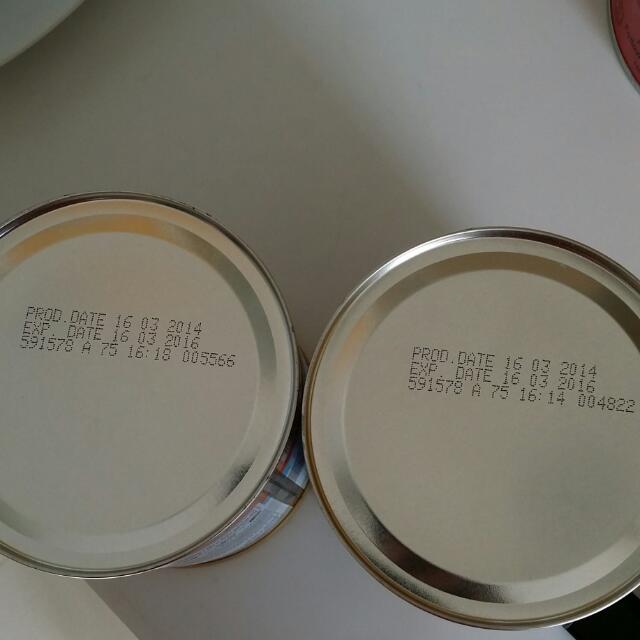 PROD.DATE 16 03 2014
EXP. DATE 16 03 2016
591578 A 75 16:18 005566
PROD.DATE 16 03 2014
EXP. DATE 16 03 2016
591578 A 75 16:14 004822